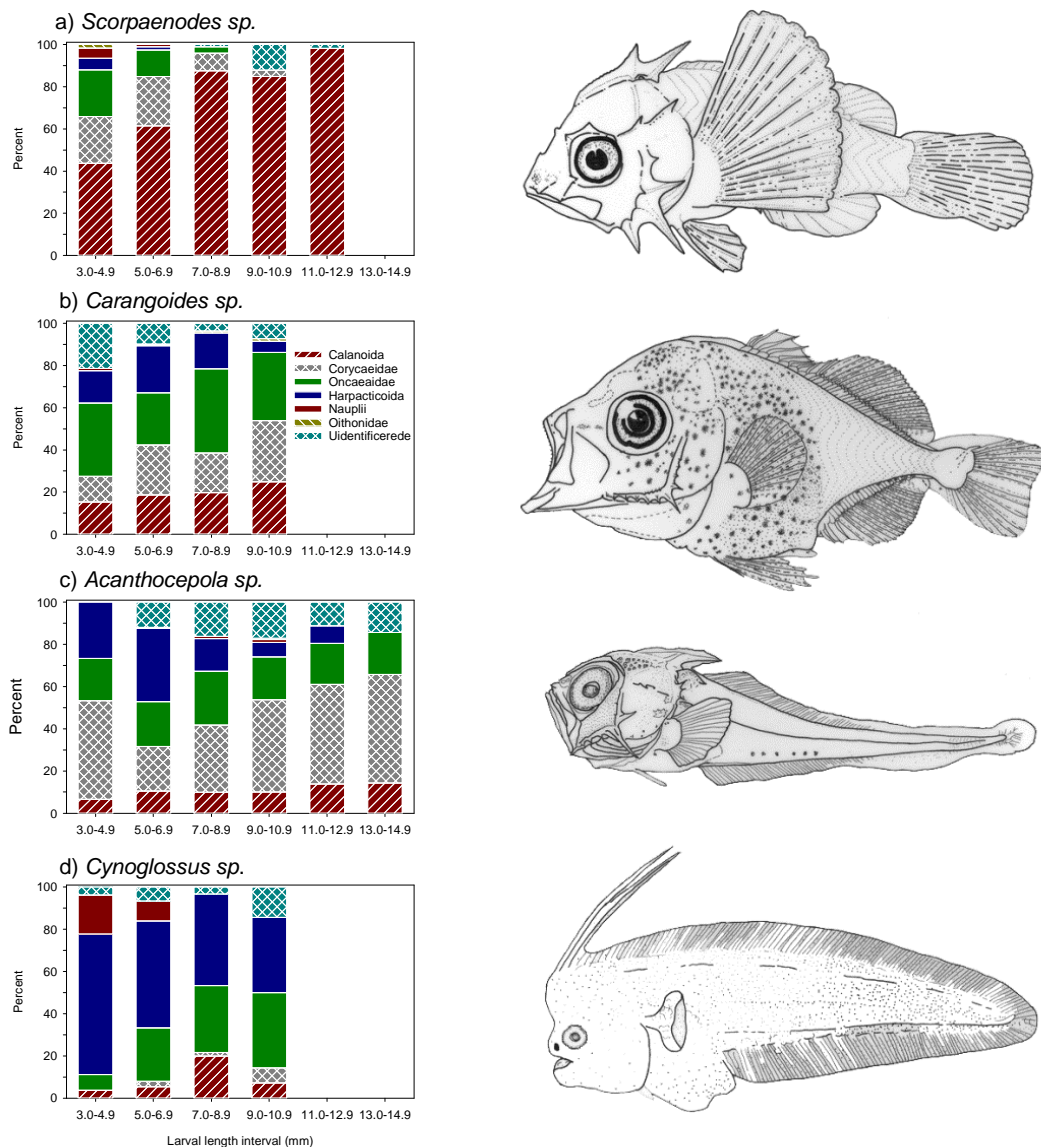 a) Scorpaenodes sp.
100
80
60
40
20
0
Percent
3.0-4.9 5.0-6.9 7.0-8.9 9.0-10.9 11.0-12.9 13.0-14.9
b) Carangoides sp.
100
80
60
40
20
0
Percent
Calanoida
Corycaeidae
Oncaeaidae
Harpacticoida
Nauplii
Oithonidae
Uidentificerede
3.0-4.9 5.0-6.9 7.0-8.9 9.0-10.9 11.0-12.9 13.0-14.9
c) Acanthocepola sp.
100
80
60
40
20
0
Percent
3.0-4.9 5.0-6.9 7.0-8.9 9.0-10.9 11.0-12.9 13.0-14.9
d) Cynoglossus sp.
100
80
60
40
20
0
Percent
3.0-4.9 5.0-6.9 7.0-8.9 9.0-10.9 11.0-12.9 13.0-14.9
Larval length interval (mm)